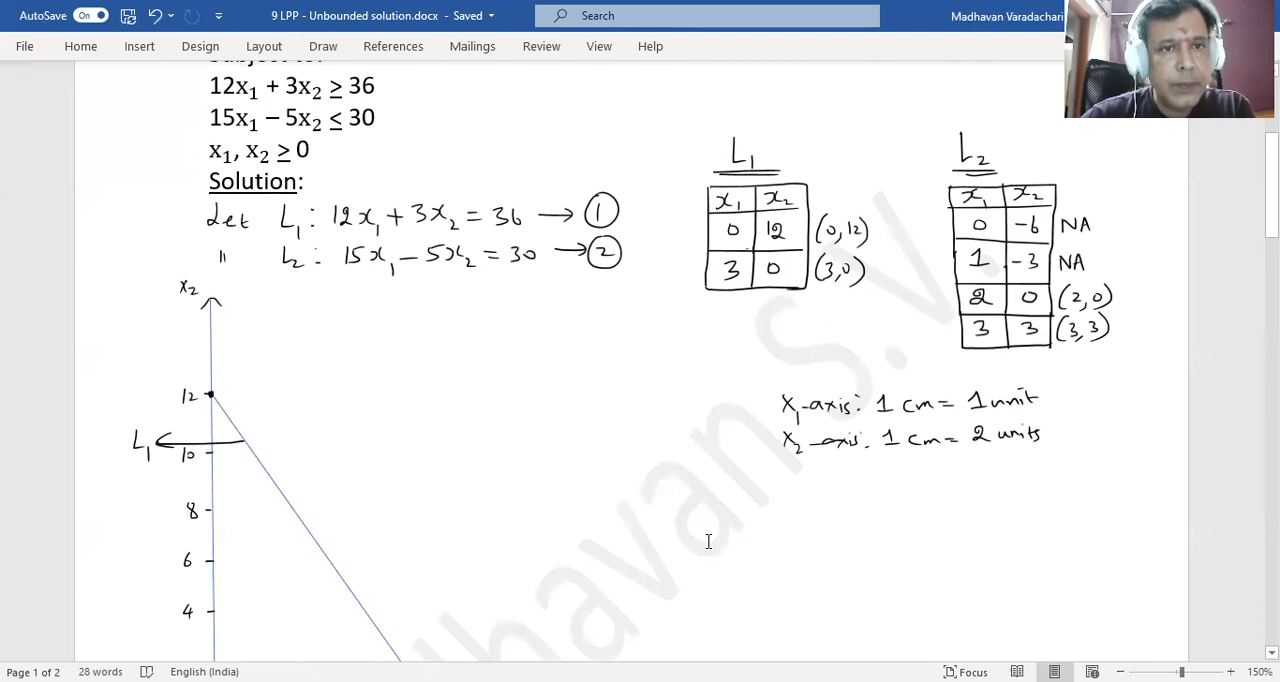 AutoSave On 9 LPP - Unbounded solution.docx - Saved Search Madhavan Varadachari
File Home Insert Design Layout Draw References Mailings Review View Help
Subject to:
12x₁ + 3x₂ ≥ 36
15x₁ – 5x₂ ≤ 30
x₁, x₂ ≥ 0
Solution:
Let L₁ : 12x₁ + 3x₂ = 36 → ①
" L₂ : 15x₁ – 5x₂ = 30 → ②
L₁
x₁ x₂
0 12 (0,12)
3 0 (3,0)
L₂
x₁ x₂
0 -6 NA
1 -3 NA
2 0 (2,0)
3 3 (3,3)
X₁-axis: 1 cm = 1 unit
X₂-axis: 1 cm = 2 units
x₂
12
L₁
10
8
6
4
Madhavan S.V.
Page 1 of 2 28 words English (India) Focus 150%